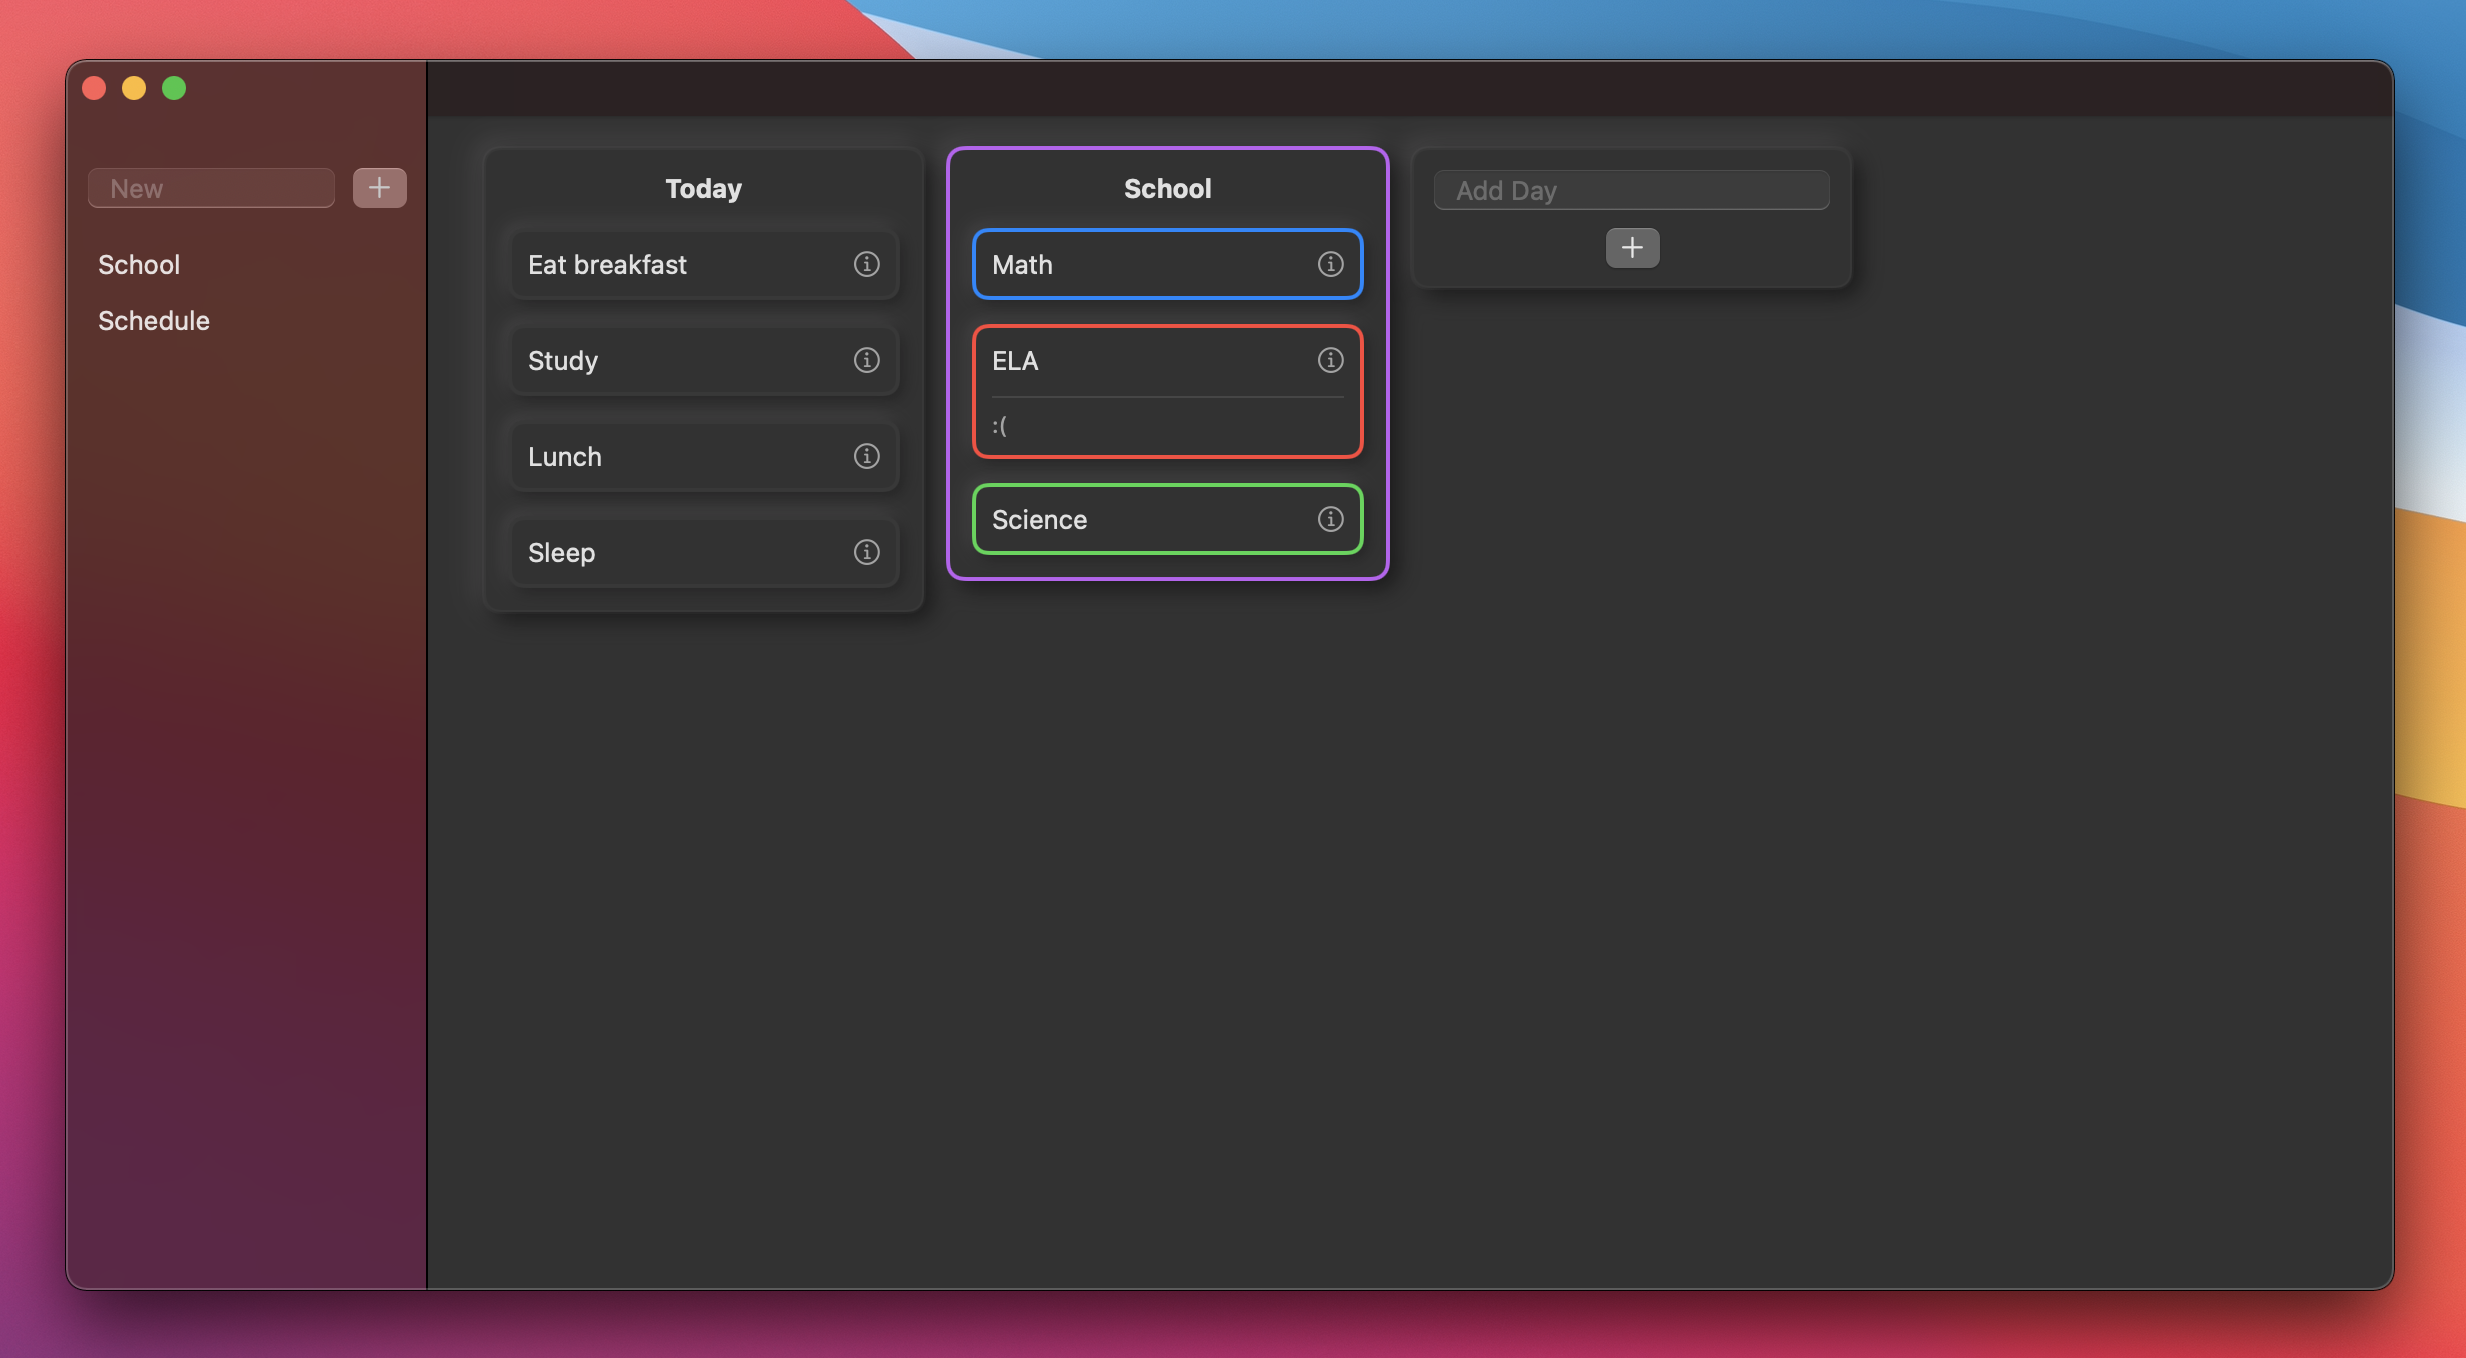 New
School
Schedule
Today
Eat breakfast
Study
Lunch
Sleep
School
Math
ELA
:(
Science
Add Day